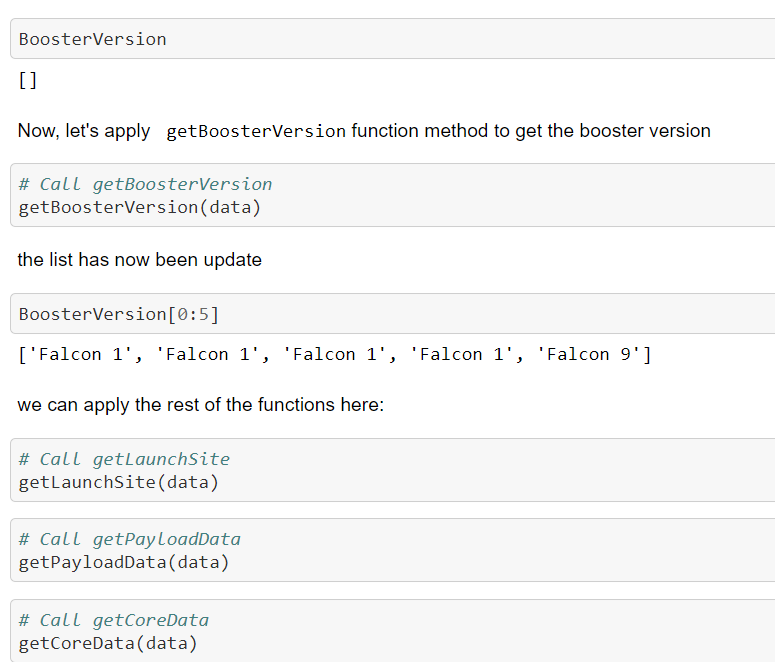 BoosterVersion
[]
Now, let's apply getBoosterVersion function method to get the booster version
# Call getBoosterVersion
getBoosterVersion(data)
the list has now been update
BoosterVersion[0:5]
['Falcon 1', 'Falcon 1', 'Falcon 1', 'Falcon 1', 'Falcon 9']
we can apply the rest of the functions here:
# Call getLaunchSite
getLaunchSite(data)
# Call getPayloadData
getPayloadData(data)
# Call getCoreData
getCoreData(data)